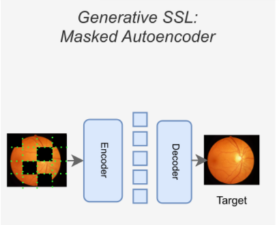 Generative SSL:
Masked Autoencoder
Encoder
Decoder
Target